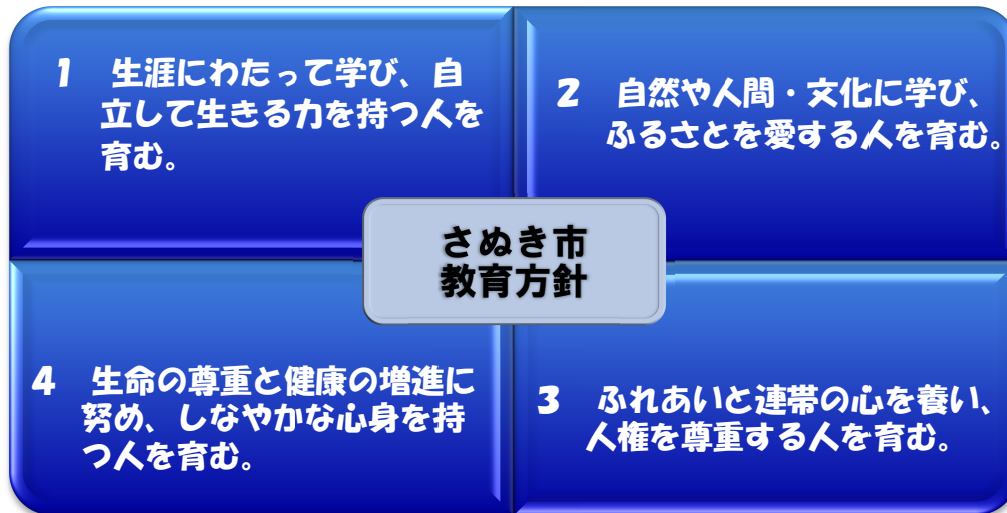 1 生涯にわたって学び、自
立して生きる力を持つ人を
育む。
2 自然や人間・文化に学び、
ふるさとを愛する人を育む。
さぬき市
教育方針
3 ふれあいと連帯の心を養い、
人権を尊重する人を育む。
4 生命の尊重と健康の増進に
努め、しなやかな心身を持
つ人を育む。